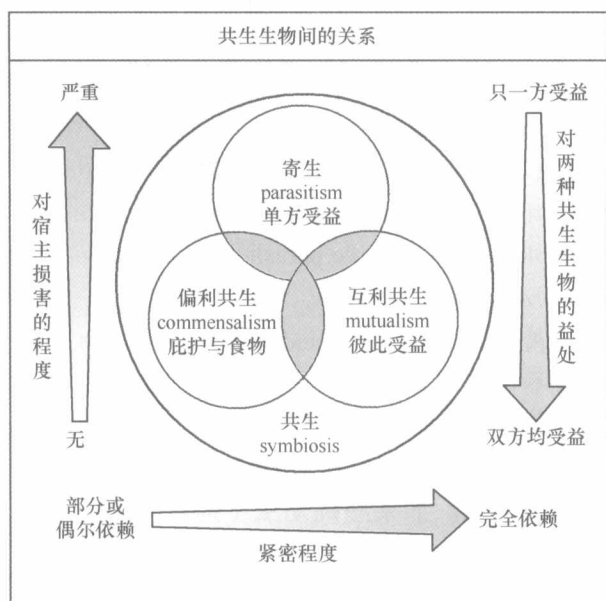 共生生物间的关系
严重
只一方受益
对宿主损害的程度
对两种共生生物的益处
寄生
parasitism
单方受益
偏利共生
commensalism
庇护与食物
互利共生
mutualism
彼此受益
共生
symbiosis
无
双方均受益
部分或
偶尔依赖
完全依赖
紧密程度